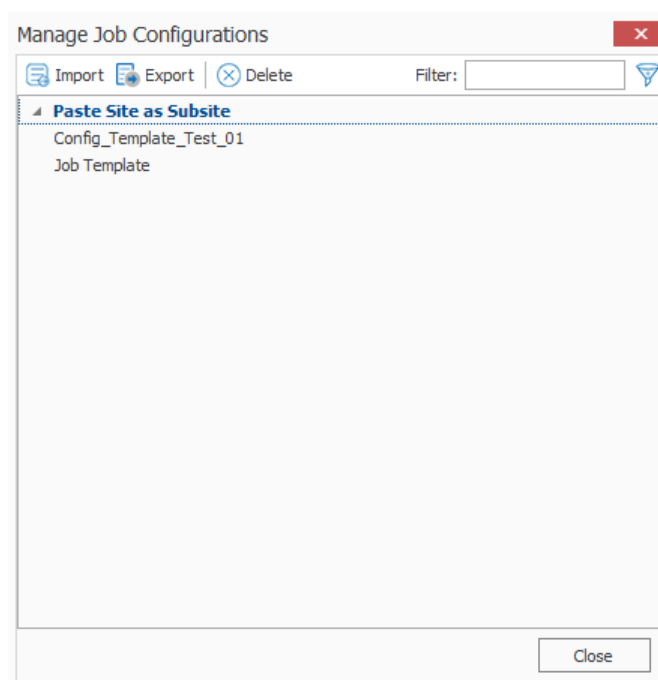 Manage Job Configurations
Import Export Delete Filter:
Paste Site as Subsite
Config_Template_Test_01
Job Template
Close